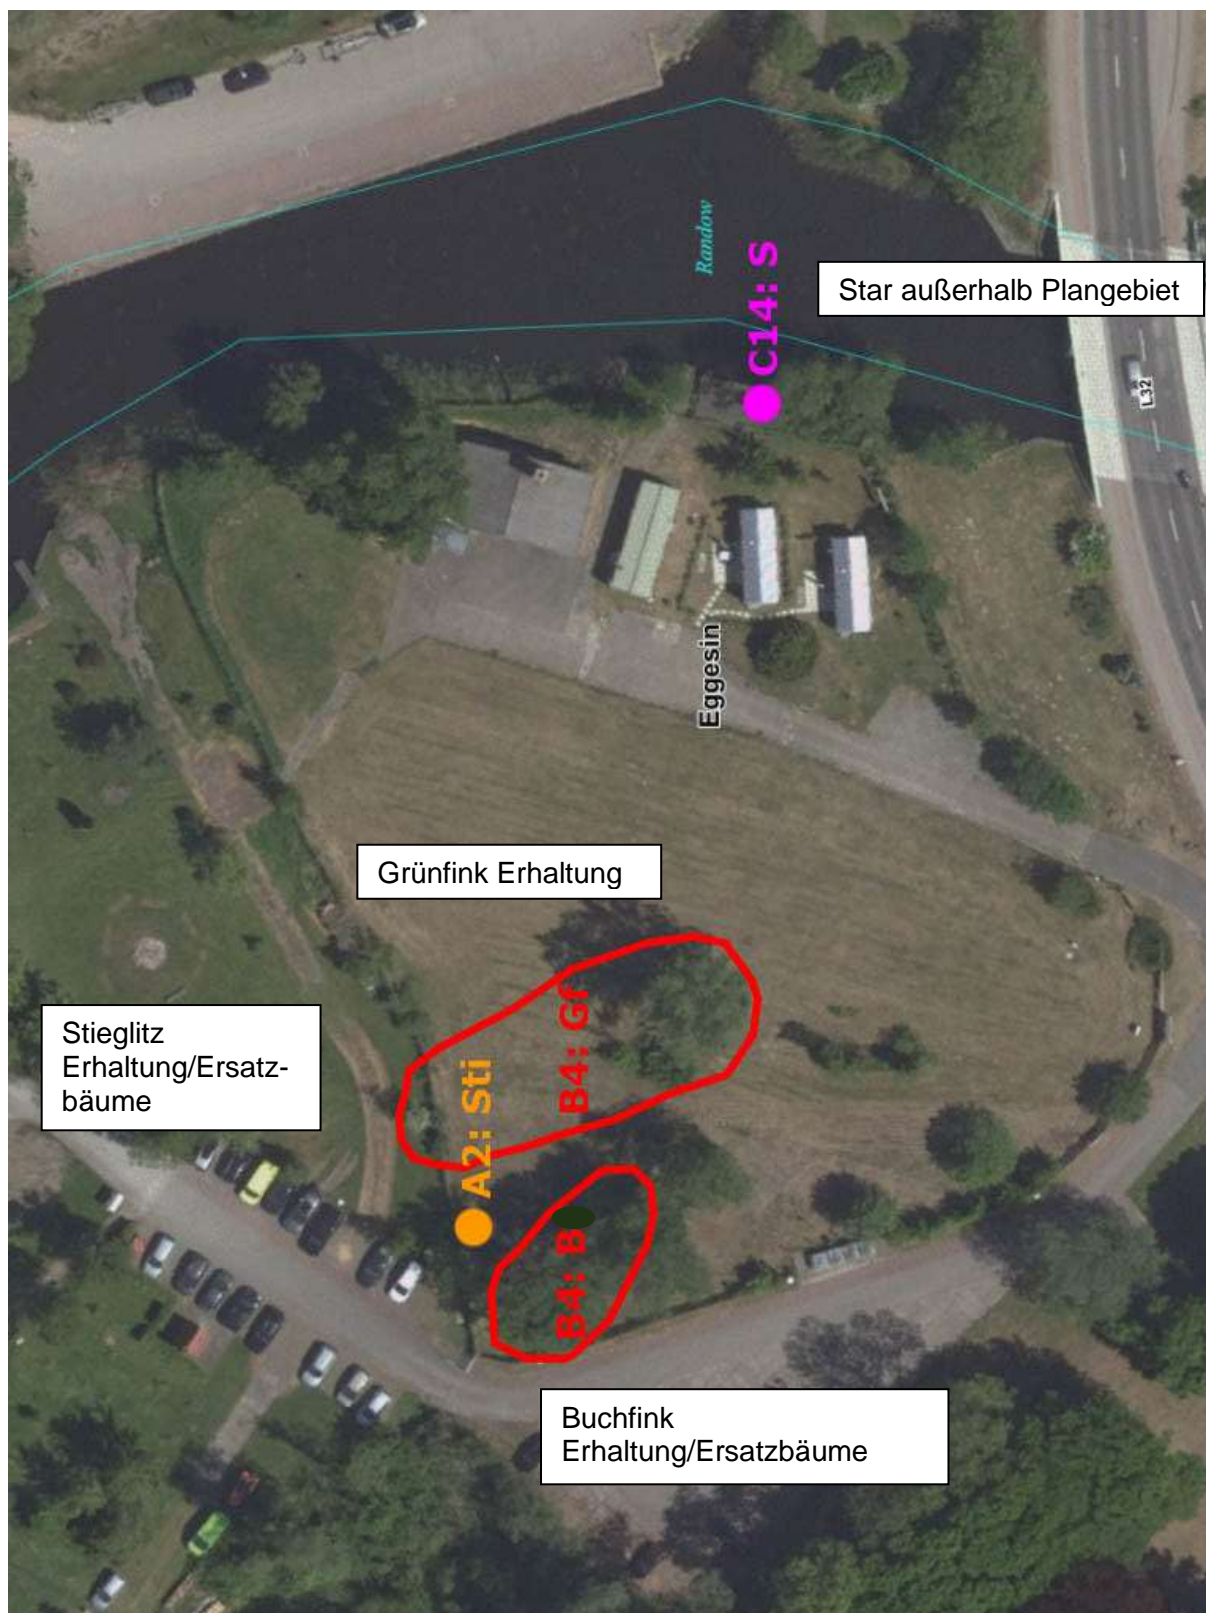 Randow
C14: S
Star außerhalb Plangebiet
L32
Eggesin
Grünfink Erhaltung
B4: Gf
Stieglitz
Erhaltung/Ersatz-
bäume
A2: Sti
B4: B
Buchfink
Erhaltung/Ersatzbäume